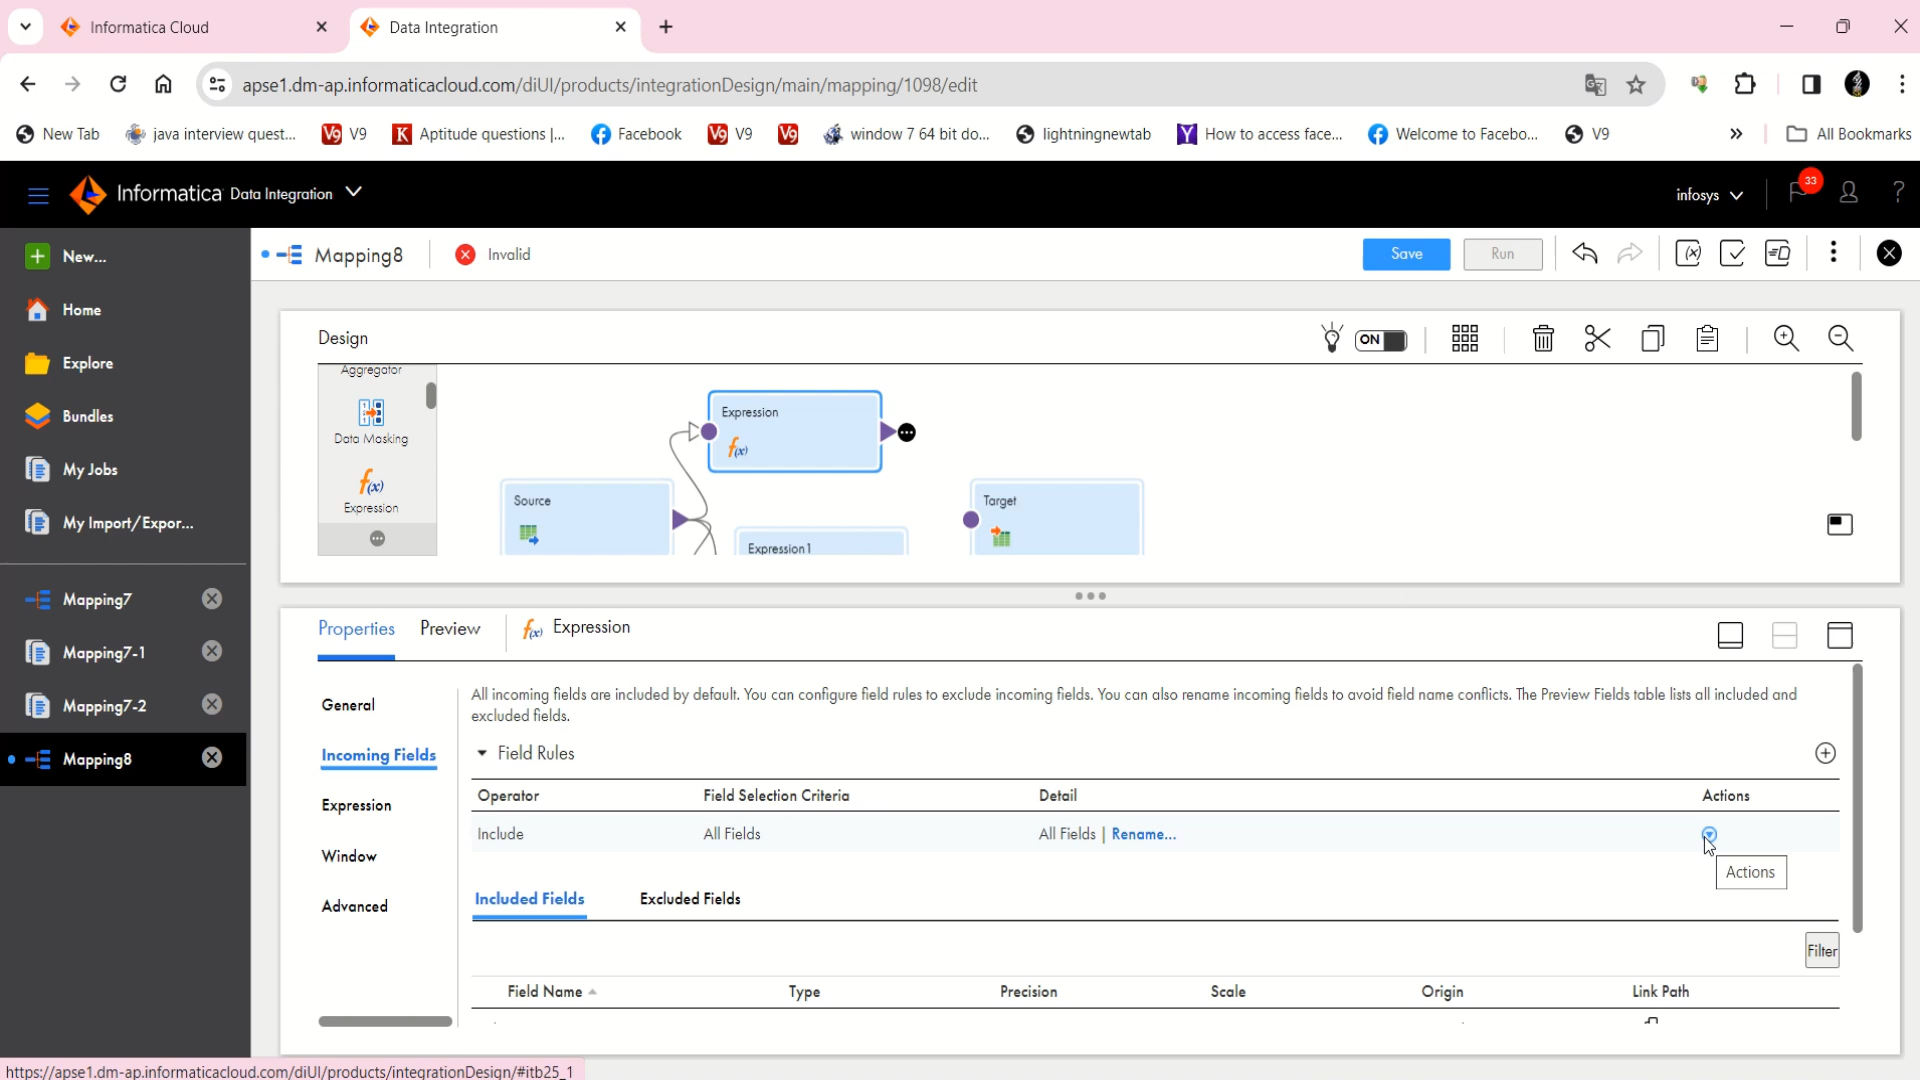 Informatica Cloud
Data Integration
apse1.dm-ap.informaticacloud.com/diUI/products/integrationDesign/main/mapping/1098/edit
New Tab
java interview quest...
V9 V9
K Aptitude questions |...
Facebook
V9 V9
V9
window 7 64 bit do...
lightningnewtab
Y How to access face...
Welcome to Facebo...
V9
»
All Bookmarks
Informatica Data Integration
infosys
33
?
New...
Mapping8
Invalid
Save
Run
(x)
Home
Explore
Bundles
My Jobs
My Import/Expor...
Mapping7
Mapping7-1
Mapping7-2
Mapping8
Design
ON
Aggregator
Data Masking
f(x)
Expression
Expression
f(x)
Source
Expression1
Target
Properties
Preview
f(x) Expression
General
Incoming Fields
Expression
Window
Advanced
All incoming fields are included by default. You can configure field rules to exclude incoming fields. You can also rename incoming fields to avoid field name conflicts. The Preview Fields table lists all included and
excluded fields.
Field Rules
Operator Field Selection Criteria Detail Actions
Include All Fields All Fields | Rename...
Actions
Included Fields Excluded Fields
Filter
Field Name Type Precision Scale Origin Link Path
https://apse1.dm-ap.informaticacloud.com/diUI/products/integrationDesign/#itb25_1